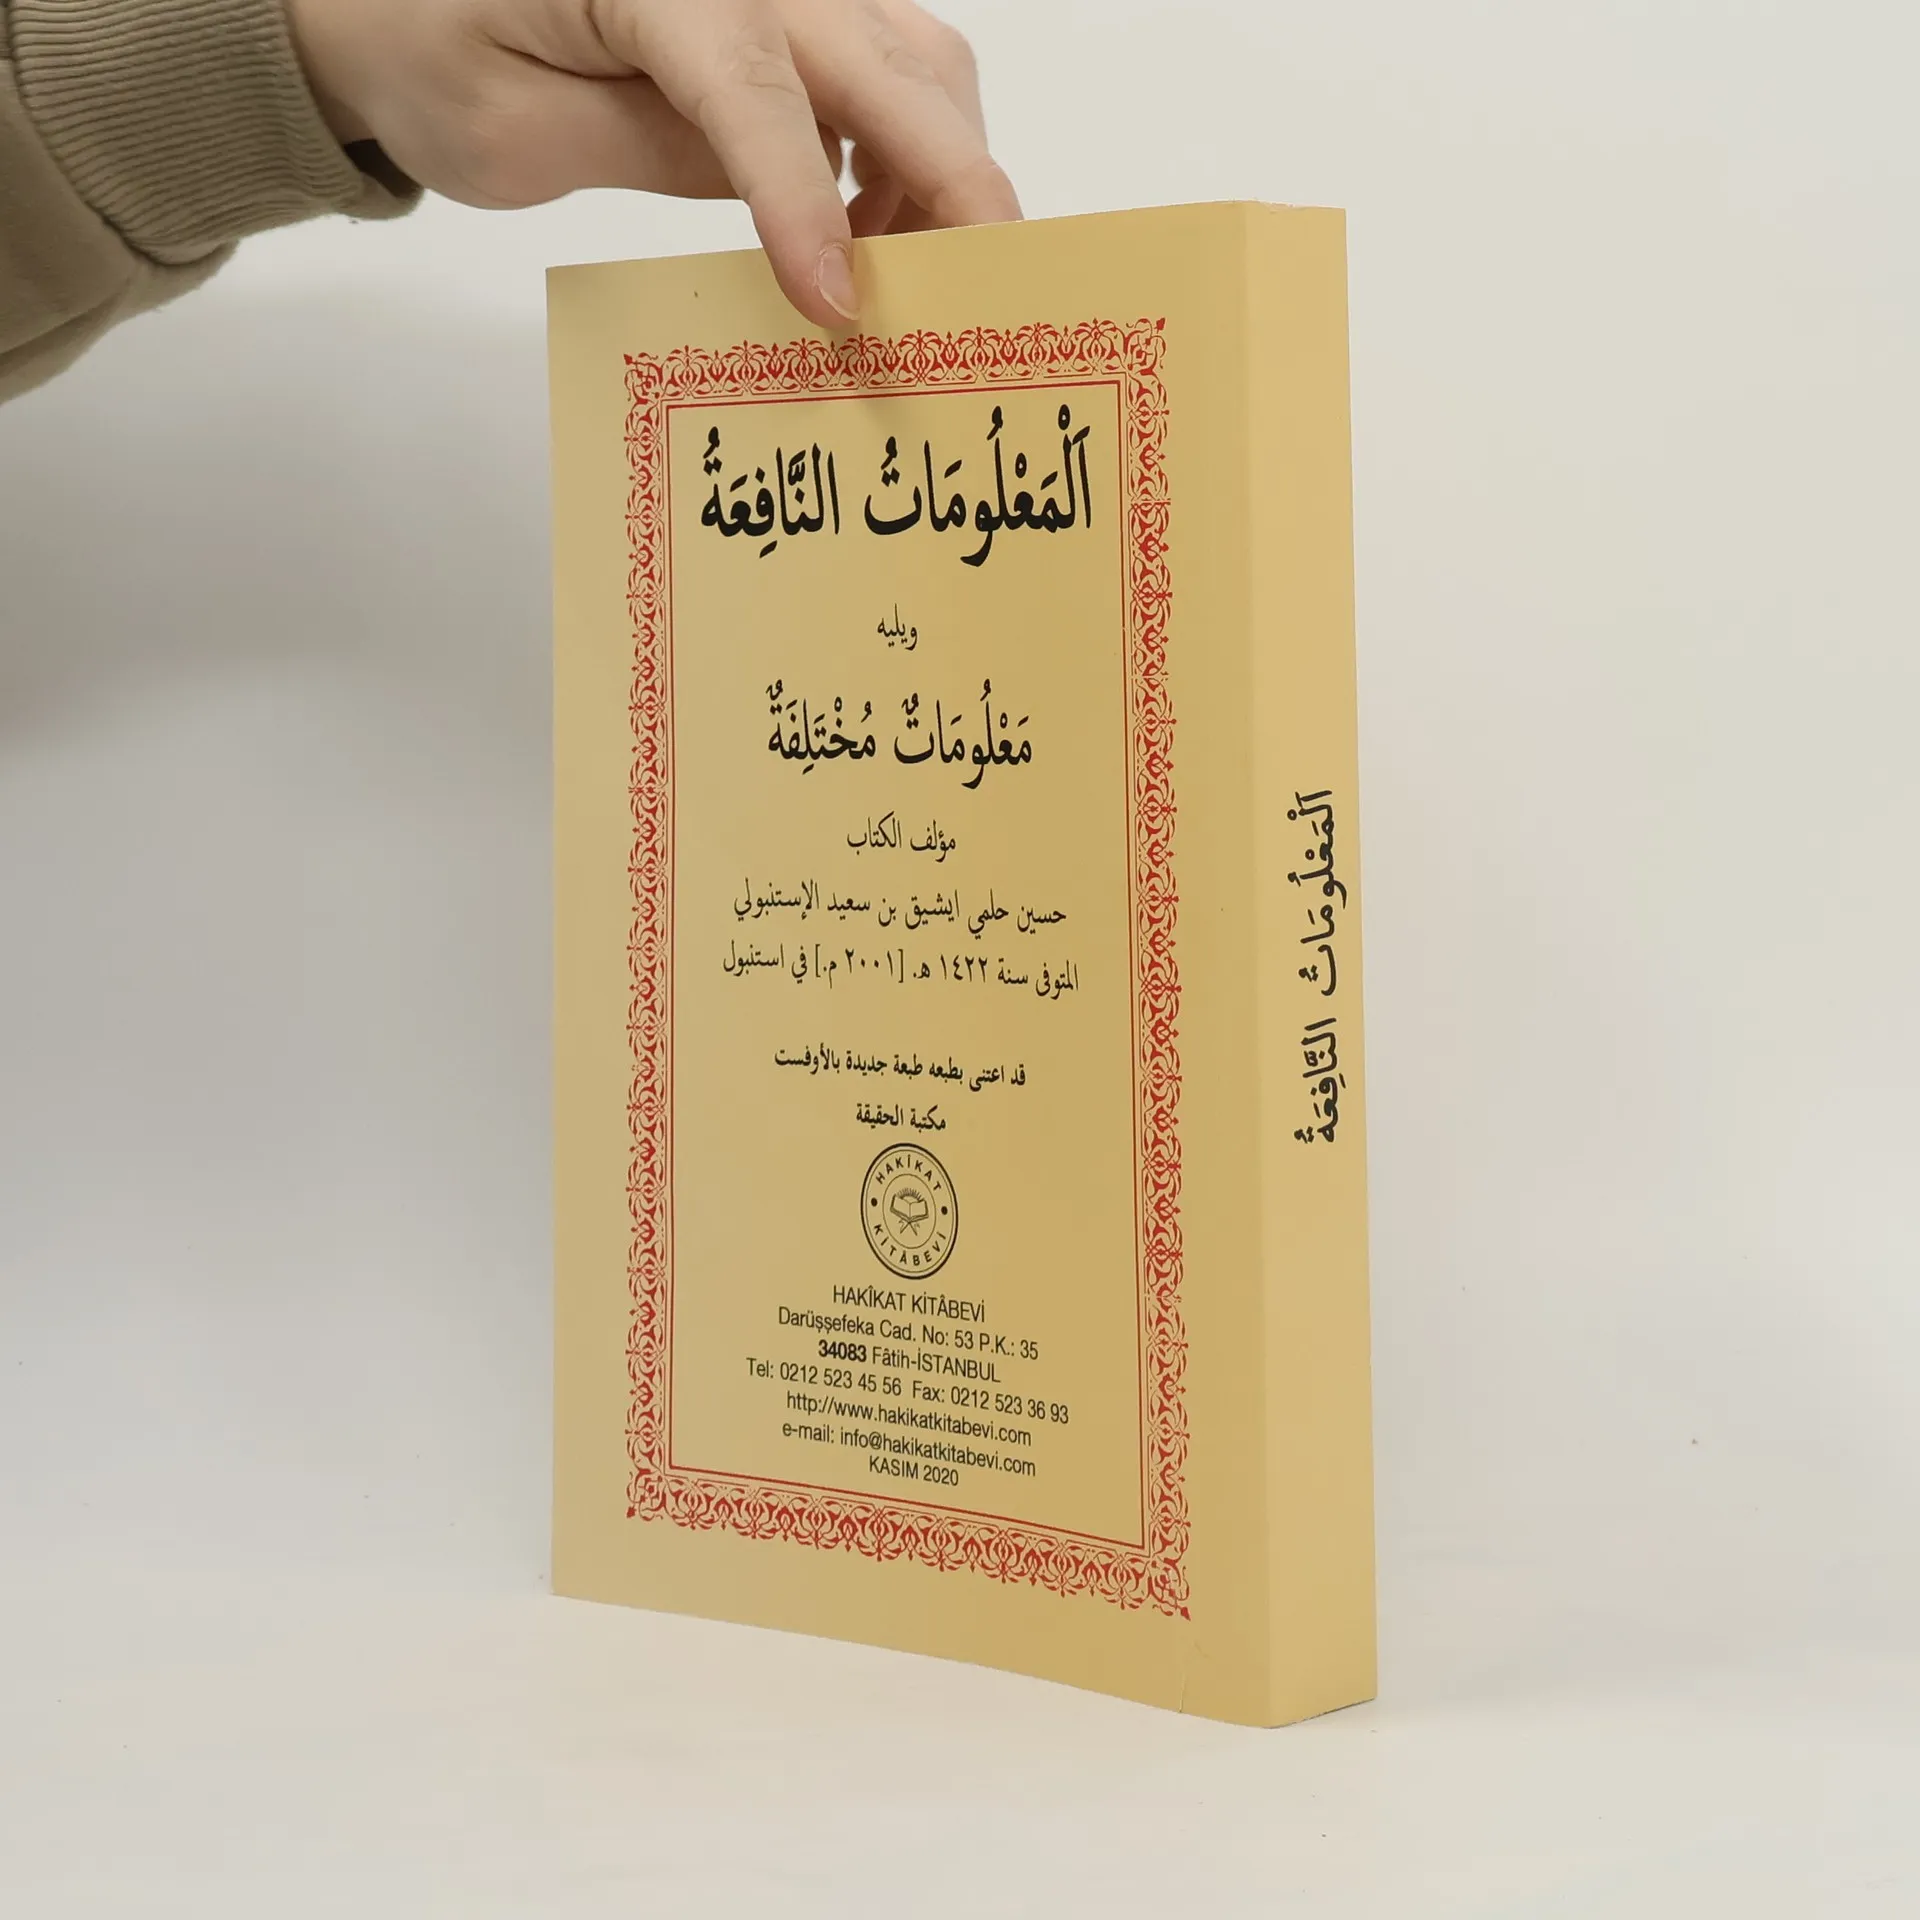 اَلْمَعْلُومَاتُ النَّافِعَةُ
ويليه
مَعْلُومَاتٌ مُخْتَلِفَةٌ
مؤلف الكتاب
حسين حلمي ايشيق بن سعيد الإستنبولي
المتوفى سنة ١٤٢٢ هـ. [٢٠٠١ م.] في استنبول
قد اعتنى بطبعه طبعة جديدة بالأوفست
مكتبة الحقيقة
HAKİKAT
KİTÂBEVİ
HAKÎKAT KİTÂBEVİ
Darüşşefeka Cad. No: 53 P.K.: 35
34083 Fâtih-İSTANBUL
Tel: 0212 523 45 56 Fax: 0212 523 36 93
http://www.hakikatkitabevi.com
e-mail: info@hakikatkitabevi.com
KASIM 2020
اَلْمَعْلُومَاتُ النَّافِعَةُ